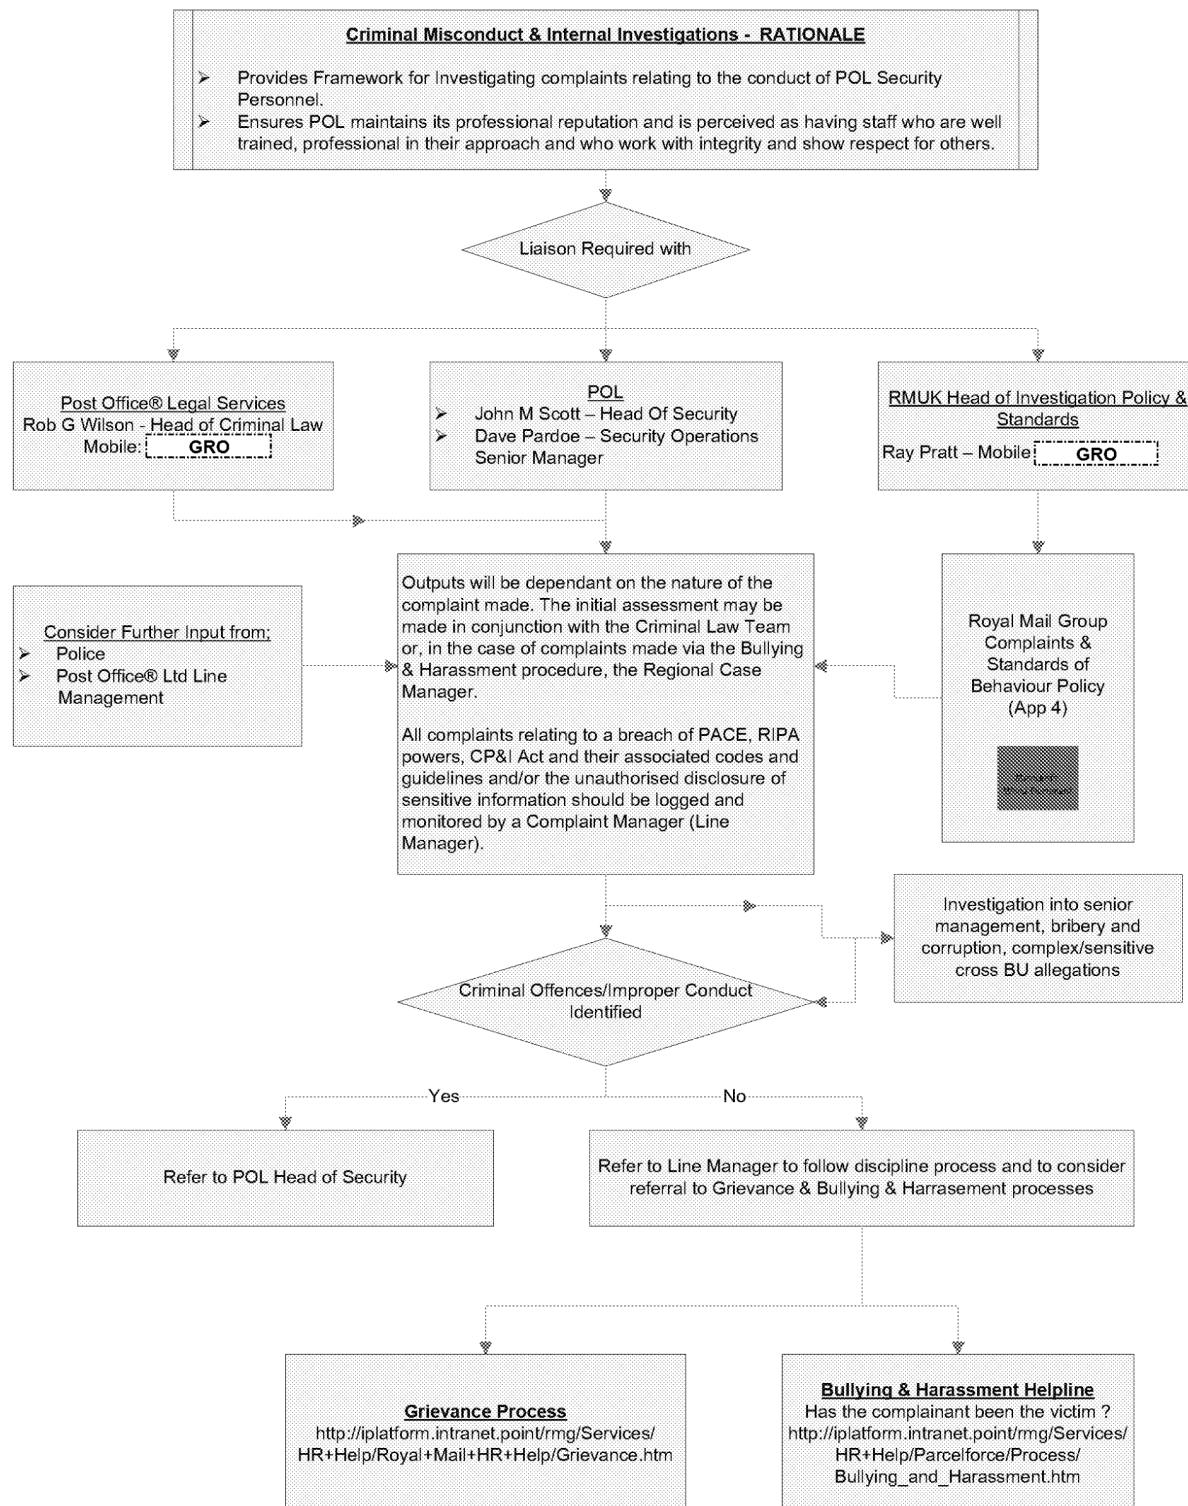 Criminal Misconduct & Internal Investigations - RATIONALE
➢ Provides Framework for Investigating complaints relating to the conduct of POL Security
Personnel.
➢ Ensures POL maintains its professional reputation and is perceived as having staff who are well
trained, professional in their approach and who work with integrity and show respect for others.
Liaison Required with
Post Office® Legal Services
Rob G Wilson - Head of Criminal Law
Mobile: GRO
POL
➢ John M Scott – Head Of Security
➢ Dave Pardoe – Security Operations
Senior Manager
RMUK Head of Investigation Policy &
Standards
Ray Pratt – Mobile GRO
Consider Further Input from;
➢ Police
➢ Post Office® Ltd Line
Management
Outputs will be dependant on the nature of the
complaint made. The initial assessment may be
made in conjunction with the Criminal Law Team
or, in the case of complaints made via the Bullying
& Harassment procedure, the Regional Case
Manager.
All complaints relating to a breach of PACE, RIPA
powers, CP&I Act and their associated codes and
guidelines and/or the unauthorised disclosure of
sensitive information should be logged and
monitored by a Complaint Manager (Line
Manager).
Royal Mail Group
Complaints &
Standards of
Behaviour Policy
(App 4)
Investigation into senior
management, bribery and
corruption, complex/sensitive
cross BU allegations
Criminal Offences/Improper Conduct
Identified
Yes
No
Refer to POL Head of Security
Refer to Line Manager to follow discipline process and to consider
referral to Grievance & Bullying & Harrasement processes
Grievance Process
http://iplatform.intranet.point/rmg/Services/
HR+Help/Royal+Mail+HR+Help/Grievance.htm
Bullying & Harassment Helpline
Has the complainant been the victim ?
http://iplatform.intranet.point/rmg/Services/
HR+Help/Parcelforce/Process/
Bullying_and_Harassment.htm